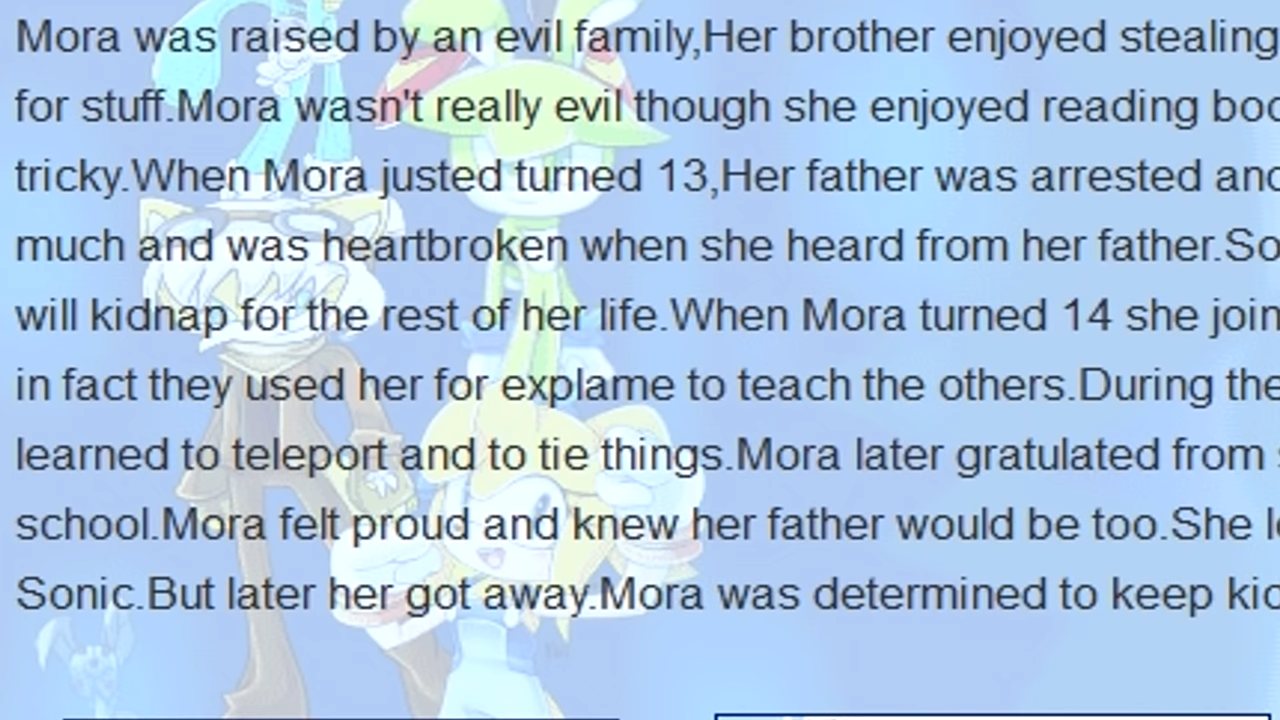 Mora was raised by an evil family,Her brother enjoyed stealing
for stuff.Mora wasn't really evil though she enjoyed reading
tricky.When Mora justed turned 13,Her father was arrested
much and was heartbroken when she heard from her father.So
will kidnap for the rest of her life.When Mora turned 14 she
in fact they used her for explame to teach the others.During the
learned to teleport and to tie things.Mora later gratulated from
school.Mora felt proud and knew her father would be too.She
Sonic.But later her got away.Mora was determined to keep